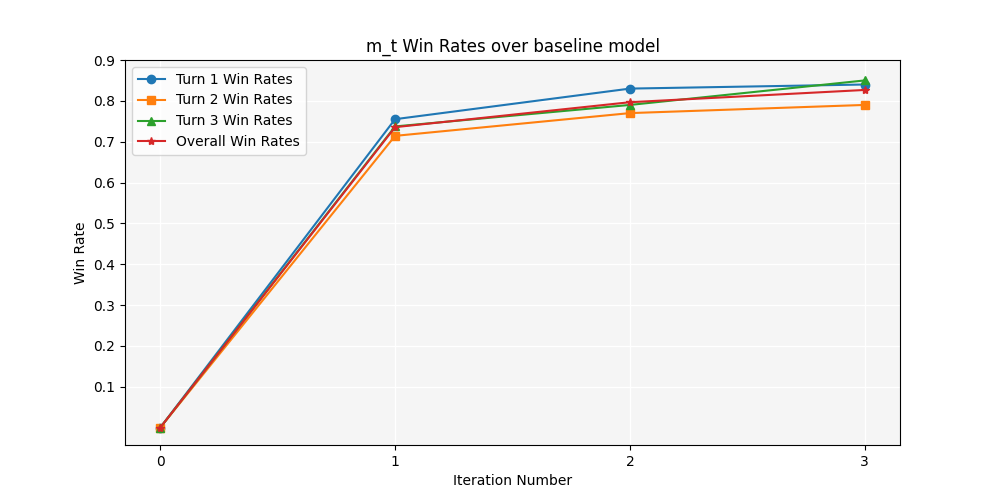 m_t Win Rates over baseline model
Turn 1 Win Rates
Turn 2 Win Rates
Turn 3 Win Rates
Overall Win Rates
Win Rate
0.9
0.8
0.7
0.6
0.5
0.4
0.3
0.2
0.1
0 1 2 3
Iteration Number